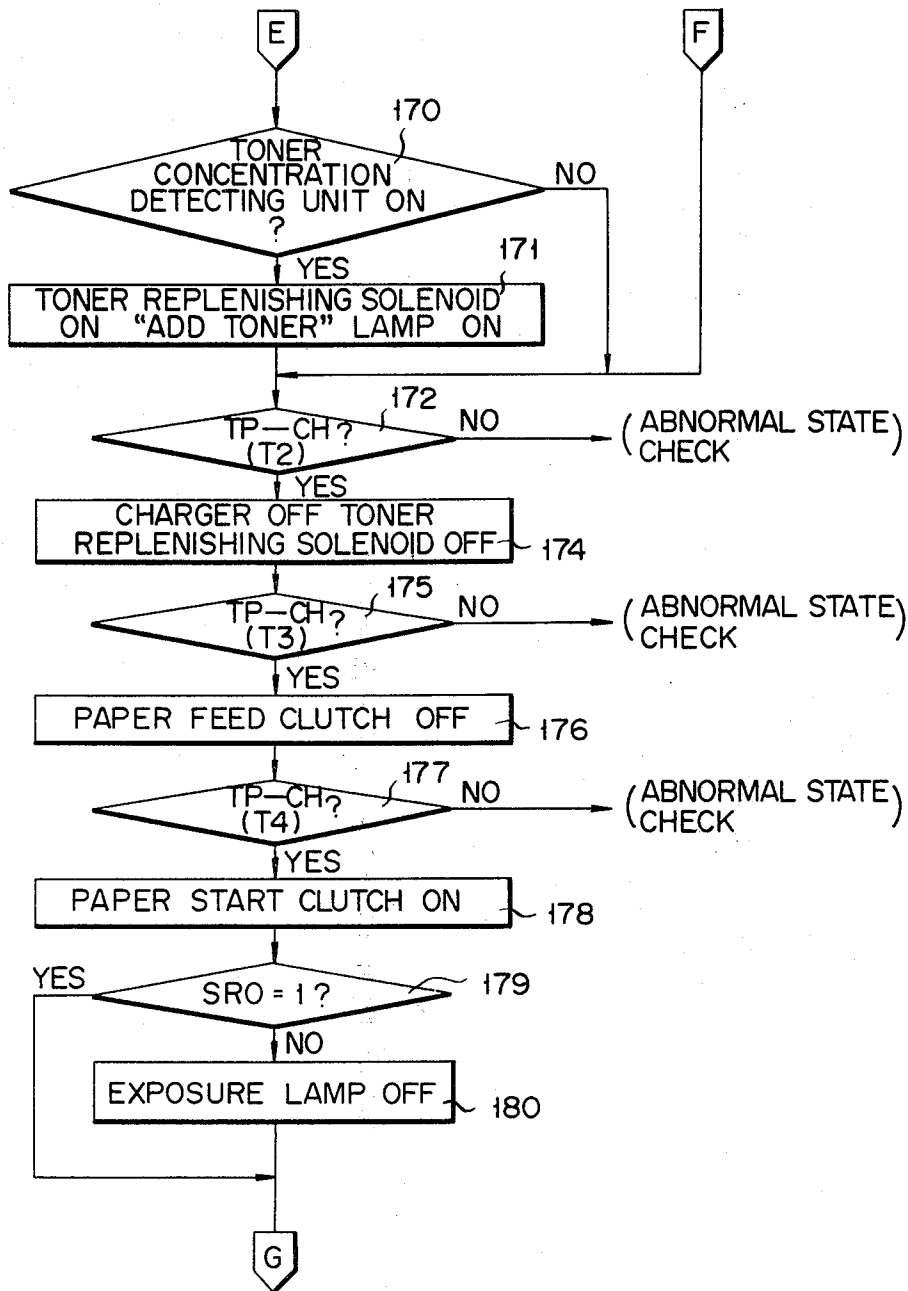 E
F
170
TONER
CONCENTRATION
DETECTING UNIT ON
?
NO
YES
171
TONER REPLENISHING SOLENOID
ON "ADD TONER" LAMP ON
172
TP-CH?
(T2)
NO
(ABNORMAL STATE)
CHECK
YES
CHARGER OFF TONER
REPLENISHING SOLENOID OFF
174
175
TP-CH?
(T3)
NO
(ABNORMAL STATE)
CHECK
YES
PAPER FEED CLUTCH OFF
176
177
TP-CH?
(T4)
NO
(ABNORMAL STATE)
CHECK
YES
PAPER START CLUTCH ON
178
179
YES
SRO = 1 ?
NO
EXPOSURE LAMP OFF
180
G